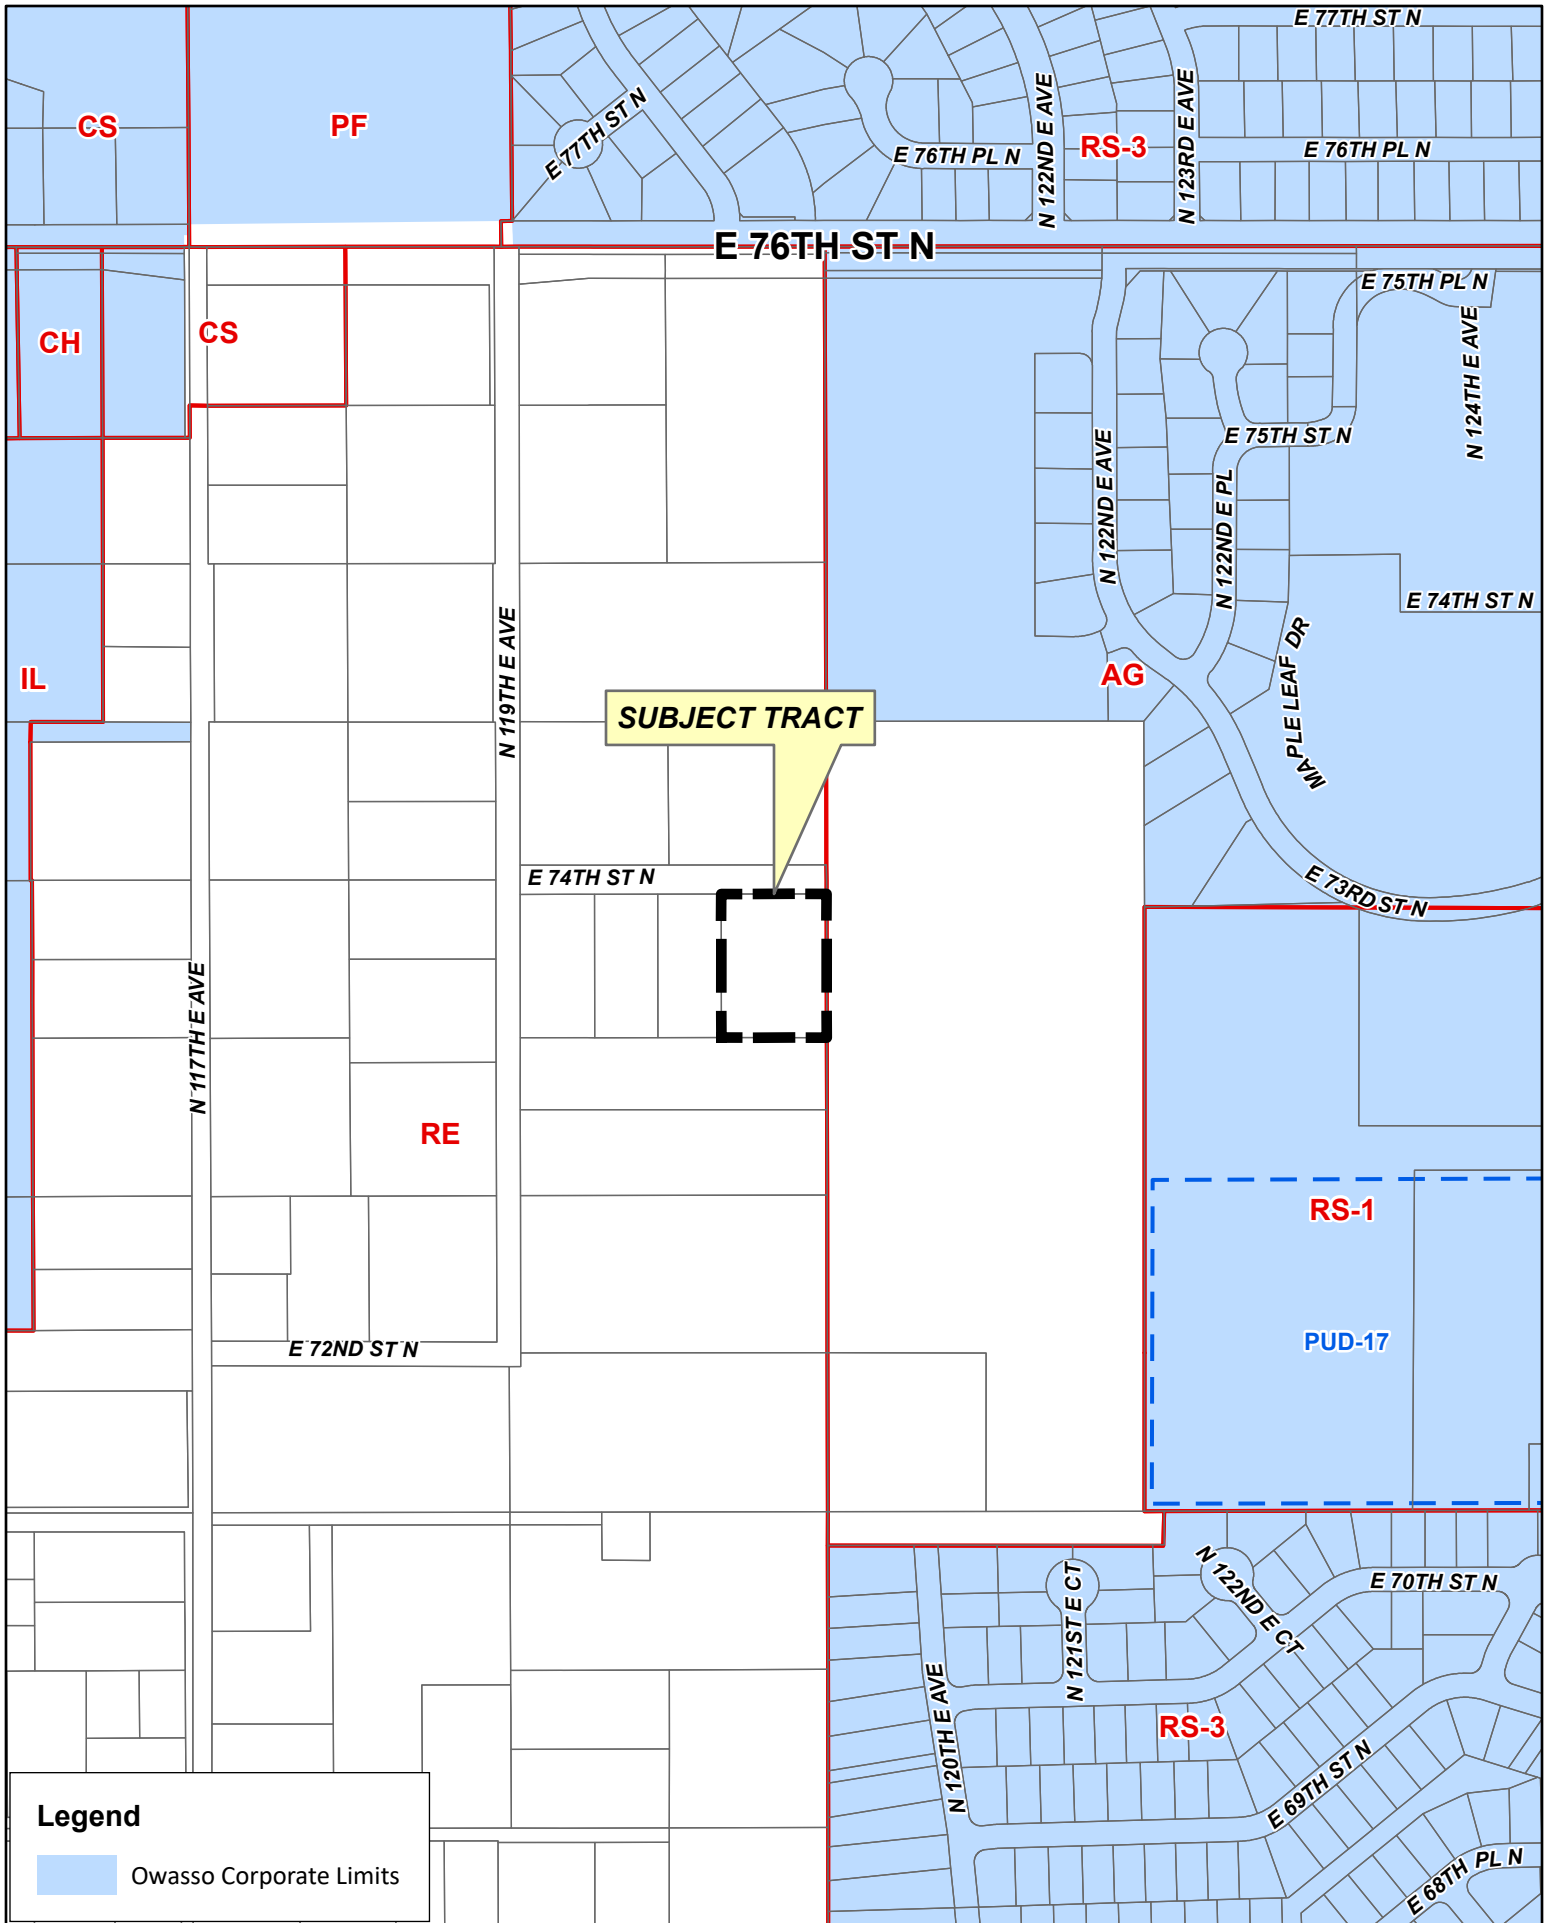 E 77TH ST N
CS
PF
E 77TH ST N
E 76TH PL N
N 122ND E AVE
RS-3
N 123RD E AVE
E 76TH PL N
E 76TH ST N
E 75TH PL N
CH
CS
N 124TH E AVE
E 75TH ST N
N 122ND E AVE
N 122ND E PL
E 74TH ST N
N 119TH E AVE
IL
AG
MAPLE LEAF DR
SUBJECT TRACT
E 74TH ST N
E 73RD ST N
N 117TH E AVE
RE
RS-1
PUD-17
E 72ND ST N
N 121ST E CT
N 122ND E CT
E 70TH ST N
N 120TH E AVE
RS-3
E 69TH ST N
E 68TH PL N
Legend
Owasso Corporate Limits